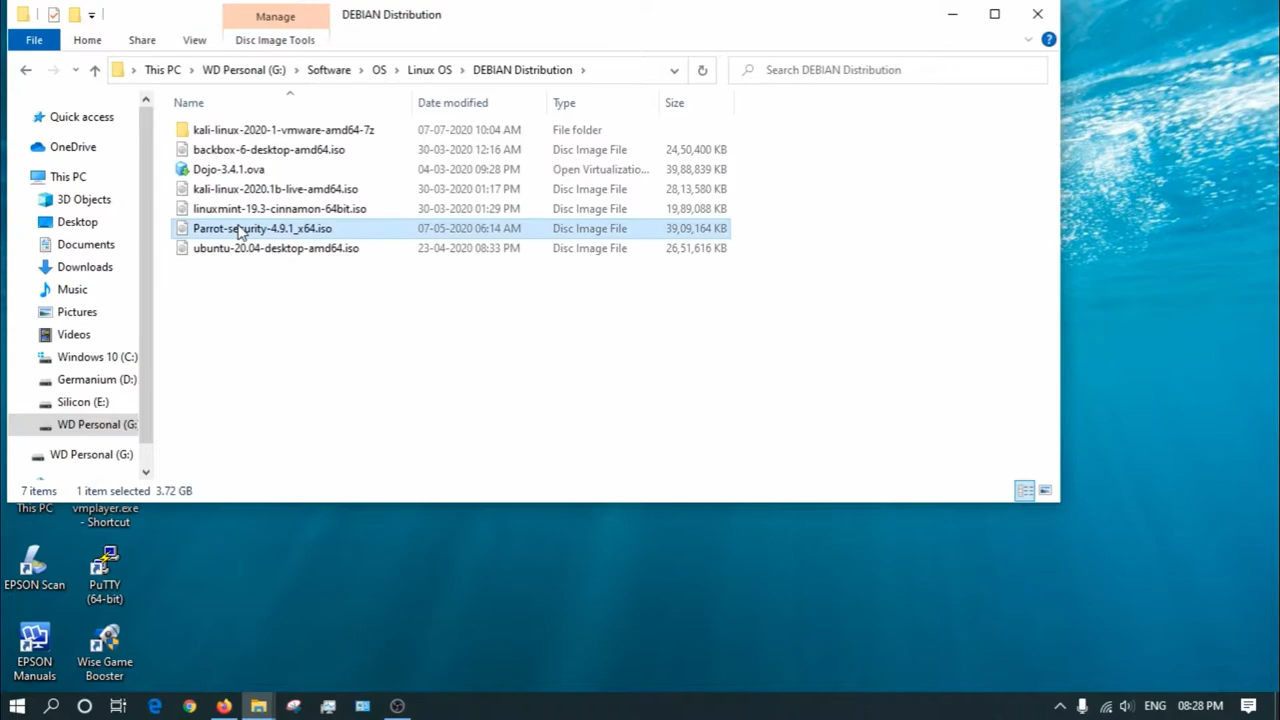 Manage
DEBIAN Distribution
File
Home
Share
View
Disc Image Tools
This PC
WD Personal (G:)
Software
OS
Linux OS
DEBIAN Distribution
Search DEBIAN Distribution
Name
Date modified
Type
Size
kali-linux-2020-1-vmware-amd64-7z 07-07-2020 10:04 AM File folder
backbox-6-desktop-amd64.iso 30-03-2020 12:16 AM Disc Image File 24,50,400 KB
Dojo-3.4.1.ova 04-03-2020 09:28 PM Open Virtualizatio... 39,88,839 KB
kali-linux-2020.1b-live-amd64.iso 30-03-2020 01:17 PM Disc Image File 28,13,580 KB
linuxmint-19.3-cinnamon-64bit.iso 30-03-2020 01:29 PM Disc Image File 19,89,088 KB
Parrot-security-4.9.1_x64.iso 07-05-2020 06:14 AM Disc Image File 39,09,164 KB
ubuntu-20.04-desktop-amd64.iso 23-04-2020 08:33 PM Disc Image File 26,51,616 KB
Quick access
OneDrive
This PC
3D Objects
Desktop
Documents
Downloads
Music
Pictures
Videos
Windows 10 (C:)
Germanium (D:)
Silicon (E:)
WD Personal (G:
WD Personal (G:)
7 items
1 item selected 3.72 GB
This PC
vmplayer.exe
- Shortcut
EPSON Scan
PuTTY
(64-bit)
EPSON
Manuals
Wise Game
Booster
ENG
08:28 PM